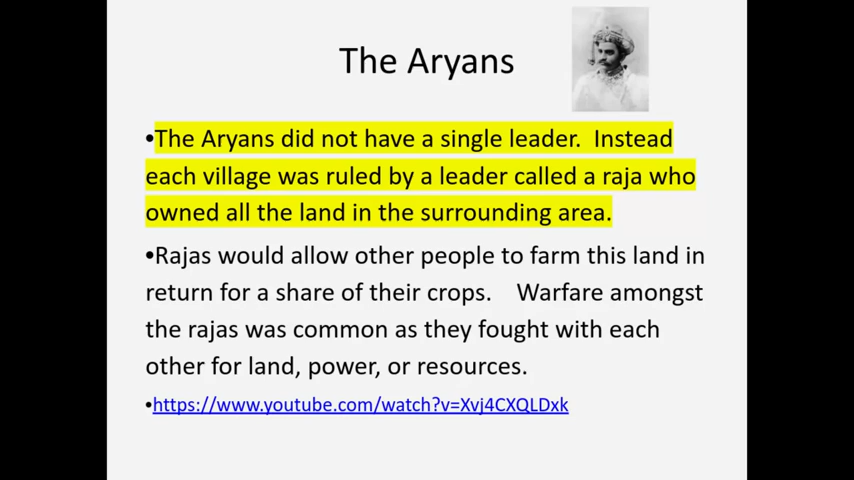 The Aryans
•The Aryans did not have a single leader.  Instead
each village was ruled by a leader called a raja who
owned all the land in the surrounding area.
•Rajas would allow other people to farm this land in
return for a share of their crops.    Warfare amongst
the rajas was common as they fought with each
other for land, power, or resources.
•https://www.youtube.com/watch?v=Xvj4CXQLDxk